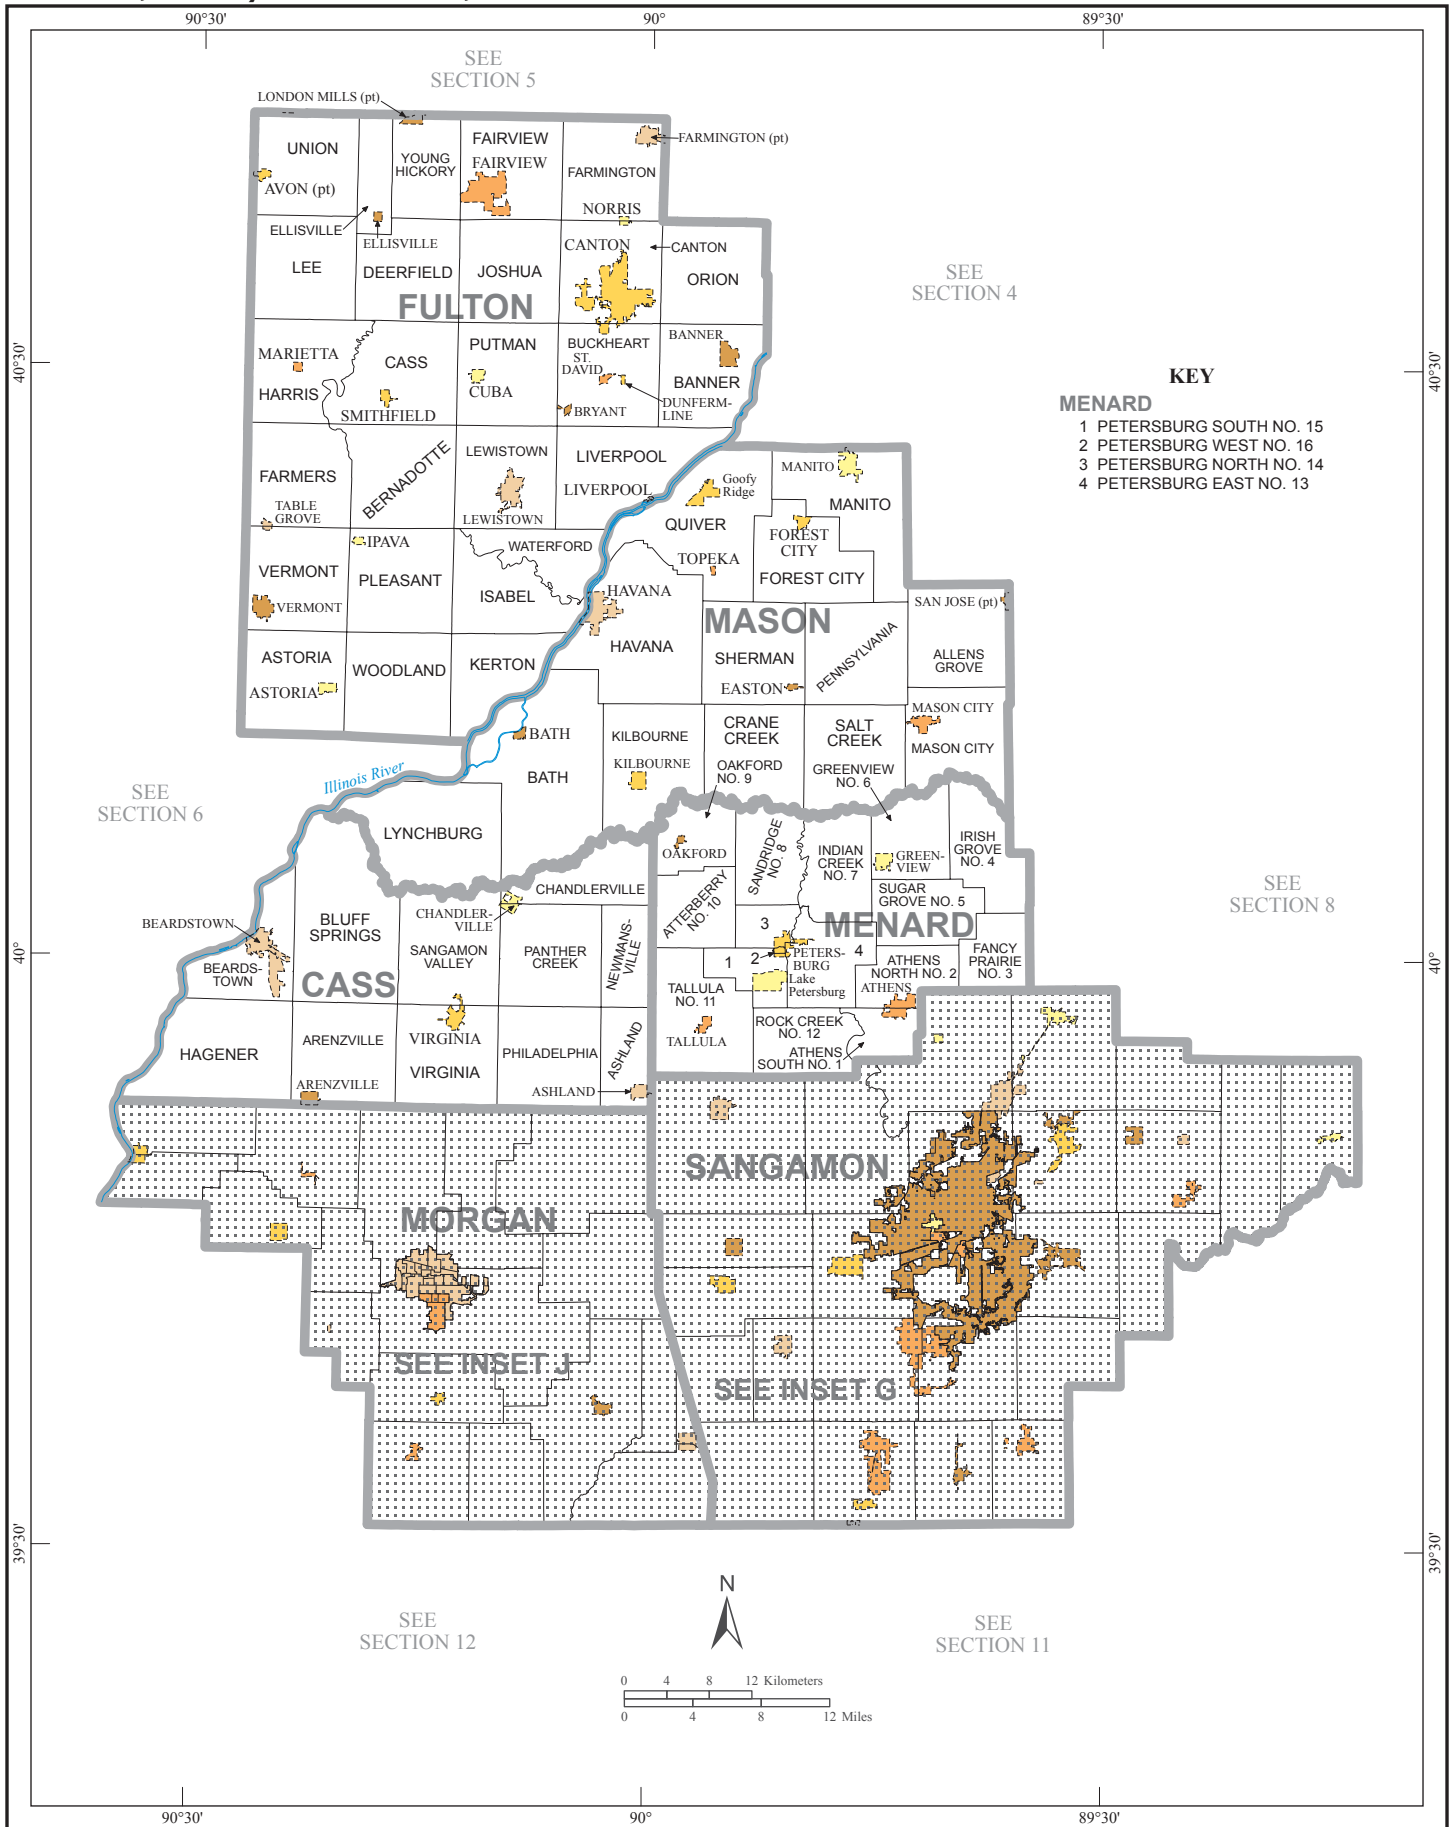 90°30'
90°
89°30'
SEE
SECTION 5
LONDON MILLS (pt)
FARMINGTON (pt)
UNION
YOUNG
HICKORY
FAIRVIEW
FAIRVIEW
FARMINGTON
AVON (pt)
NORRIS
ELLISVILLE
ELLISVILLE
CANTON
CANTON
LEE
DEERFIELD
JOSHUA
ORION
SEE
SECTION 4
FULTON
40°30'
40°30'
MARIETTA
CASS
PUTMAN
BUCKHEART
BANNER
ST.
DAVID
KEY
HARRIS
CUBA
BANNER
SMITHFIELD
BRYANT
DUNFERM-
LINE
MENARD
1 PETERSBURG SOUTH NO. 15
2 PETERSBURG WEST NO. 16
3 PETERSBURG NORTH NO. 14
4 PETERSBURG EAST NO. 13
FARMERS
BERNADOTTE
LEWISTOWN
LIVERPOOL
MANITO
LIVERPOOL
Goofy
Ridge
TABLE
GROVE
LEWISTOWN
QUIVER
MANITO
IPAVA
WATERFORD
FOREST
CITY
VERMONT
PLEASANT
TOPEKA
FOREST CITY
VERMONT
ISABEL
HAVANA
MASON
SAN JOSE (pt)
ASTORIA
WOODLAND
KERTON
HAVANA
SHERMAN
PENNSYLVANIA
ALLENS
GROVE
ASTORIA
EASTON
MASON CITY
BATH
KILBOURNE
CRANE
CREEK
SALT
CREEK
MASON CITY
Illinois River
BATH
KILBOURNE
OAKFORD
NO. 9
GREENVIEW
NO. 6
SEE
SECTION 6
LYNCHBURG
OAKFORD
SANDRIDGE
NO. 8
INDIAN
CREEK
NO. 7
GREEN-
VIEW
IRISH
GROVE
NO. 4
SEE
SECTION 8
CHANDLERVILLE
ATTERBERRY
NO. 10
SUGAR
GROVE NO. 5
BEARDSTOWN
BLUFF
SPRINGS
CHANDLER-
VILLE
3
MENARD
40°
40°
SANGAMON
VALLEY
PANTHER
CREEK
NEWMANS-
VILLE
1
2
PETERS-
BURG
4
ATHENS
NORTH NO. 2
FANCY
PRAIRIE
NO. 3
BEARDS-
TOWN
CASS
TALLULA
NO. 11
Lake
Petersburg
ATHENS
VIRGINIA
TALLULA
ROCK CREEK
NO. 12
HAGENER
ARENZVILLE
VIRGINIA
PHILADELPHIA
ASHLAND
ATHENS
SOUTH NO. 1
ARENZVILLE
ASHLAND
SANGAMON
MORGAN
SEE INSET J
SEE INSET G
39°30'
39°30'
N
SEE
SECTION 12
SEE
SECTION 11
0 4 8 12 Kilometers
0 4 8 12 Miles
90°30'
90°
89°30'